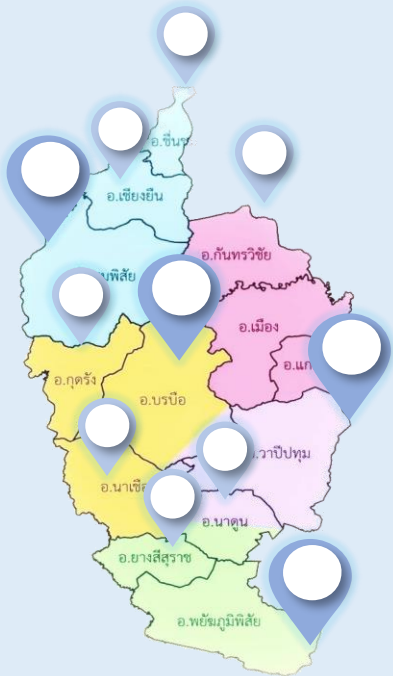 อ.ชื่นช
อ.เชียงยืน
อ.กันทรวิชัย
มพิสัย
อ.เมือง
อ.แก
อ.กุดรัง
อ.บรบือ
.วาปีปทุม
อ.นาเชือ
อ.นาดูน
อ.ยางสีสุราช
อ.พยัฆภูมิพิสัย